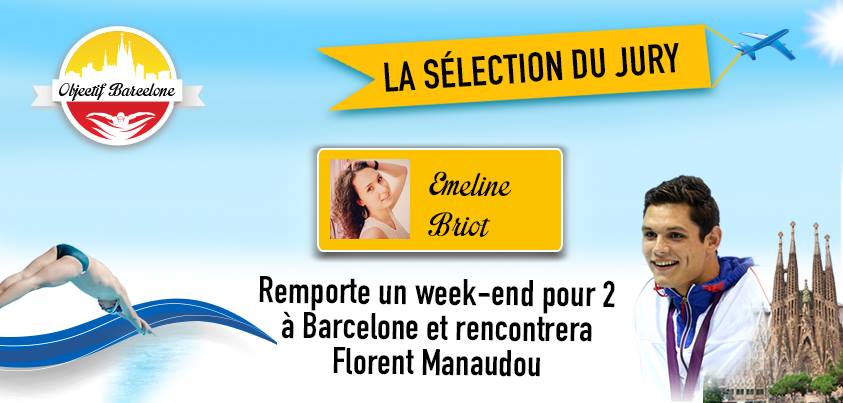 Objectif Barcelone
LA SÉLECTION DU JURY
Emeline
Briot
Remporte un week-end pour 2
à Barcelone et rencontrera
Florent Manaudou